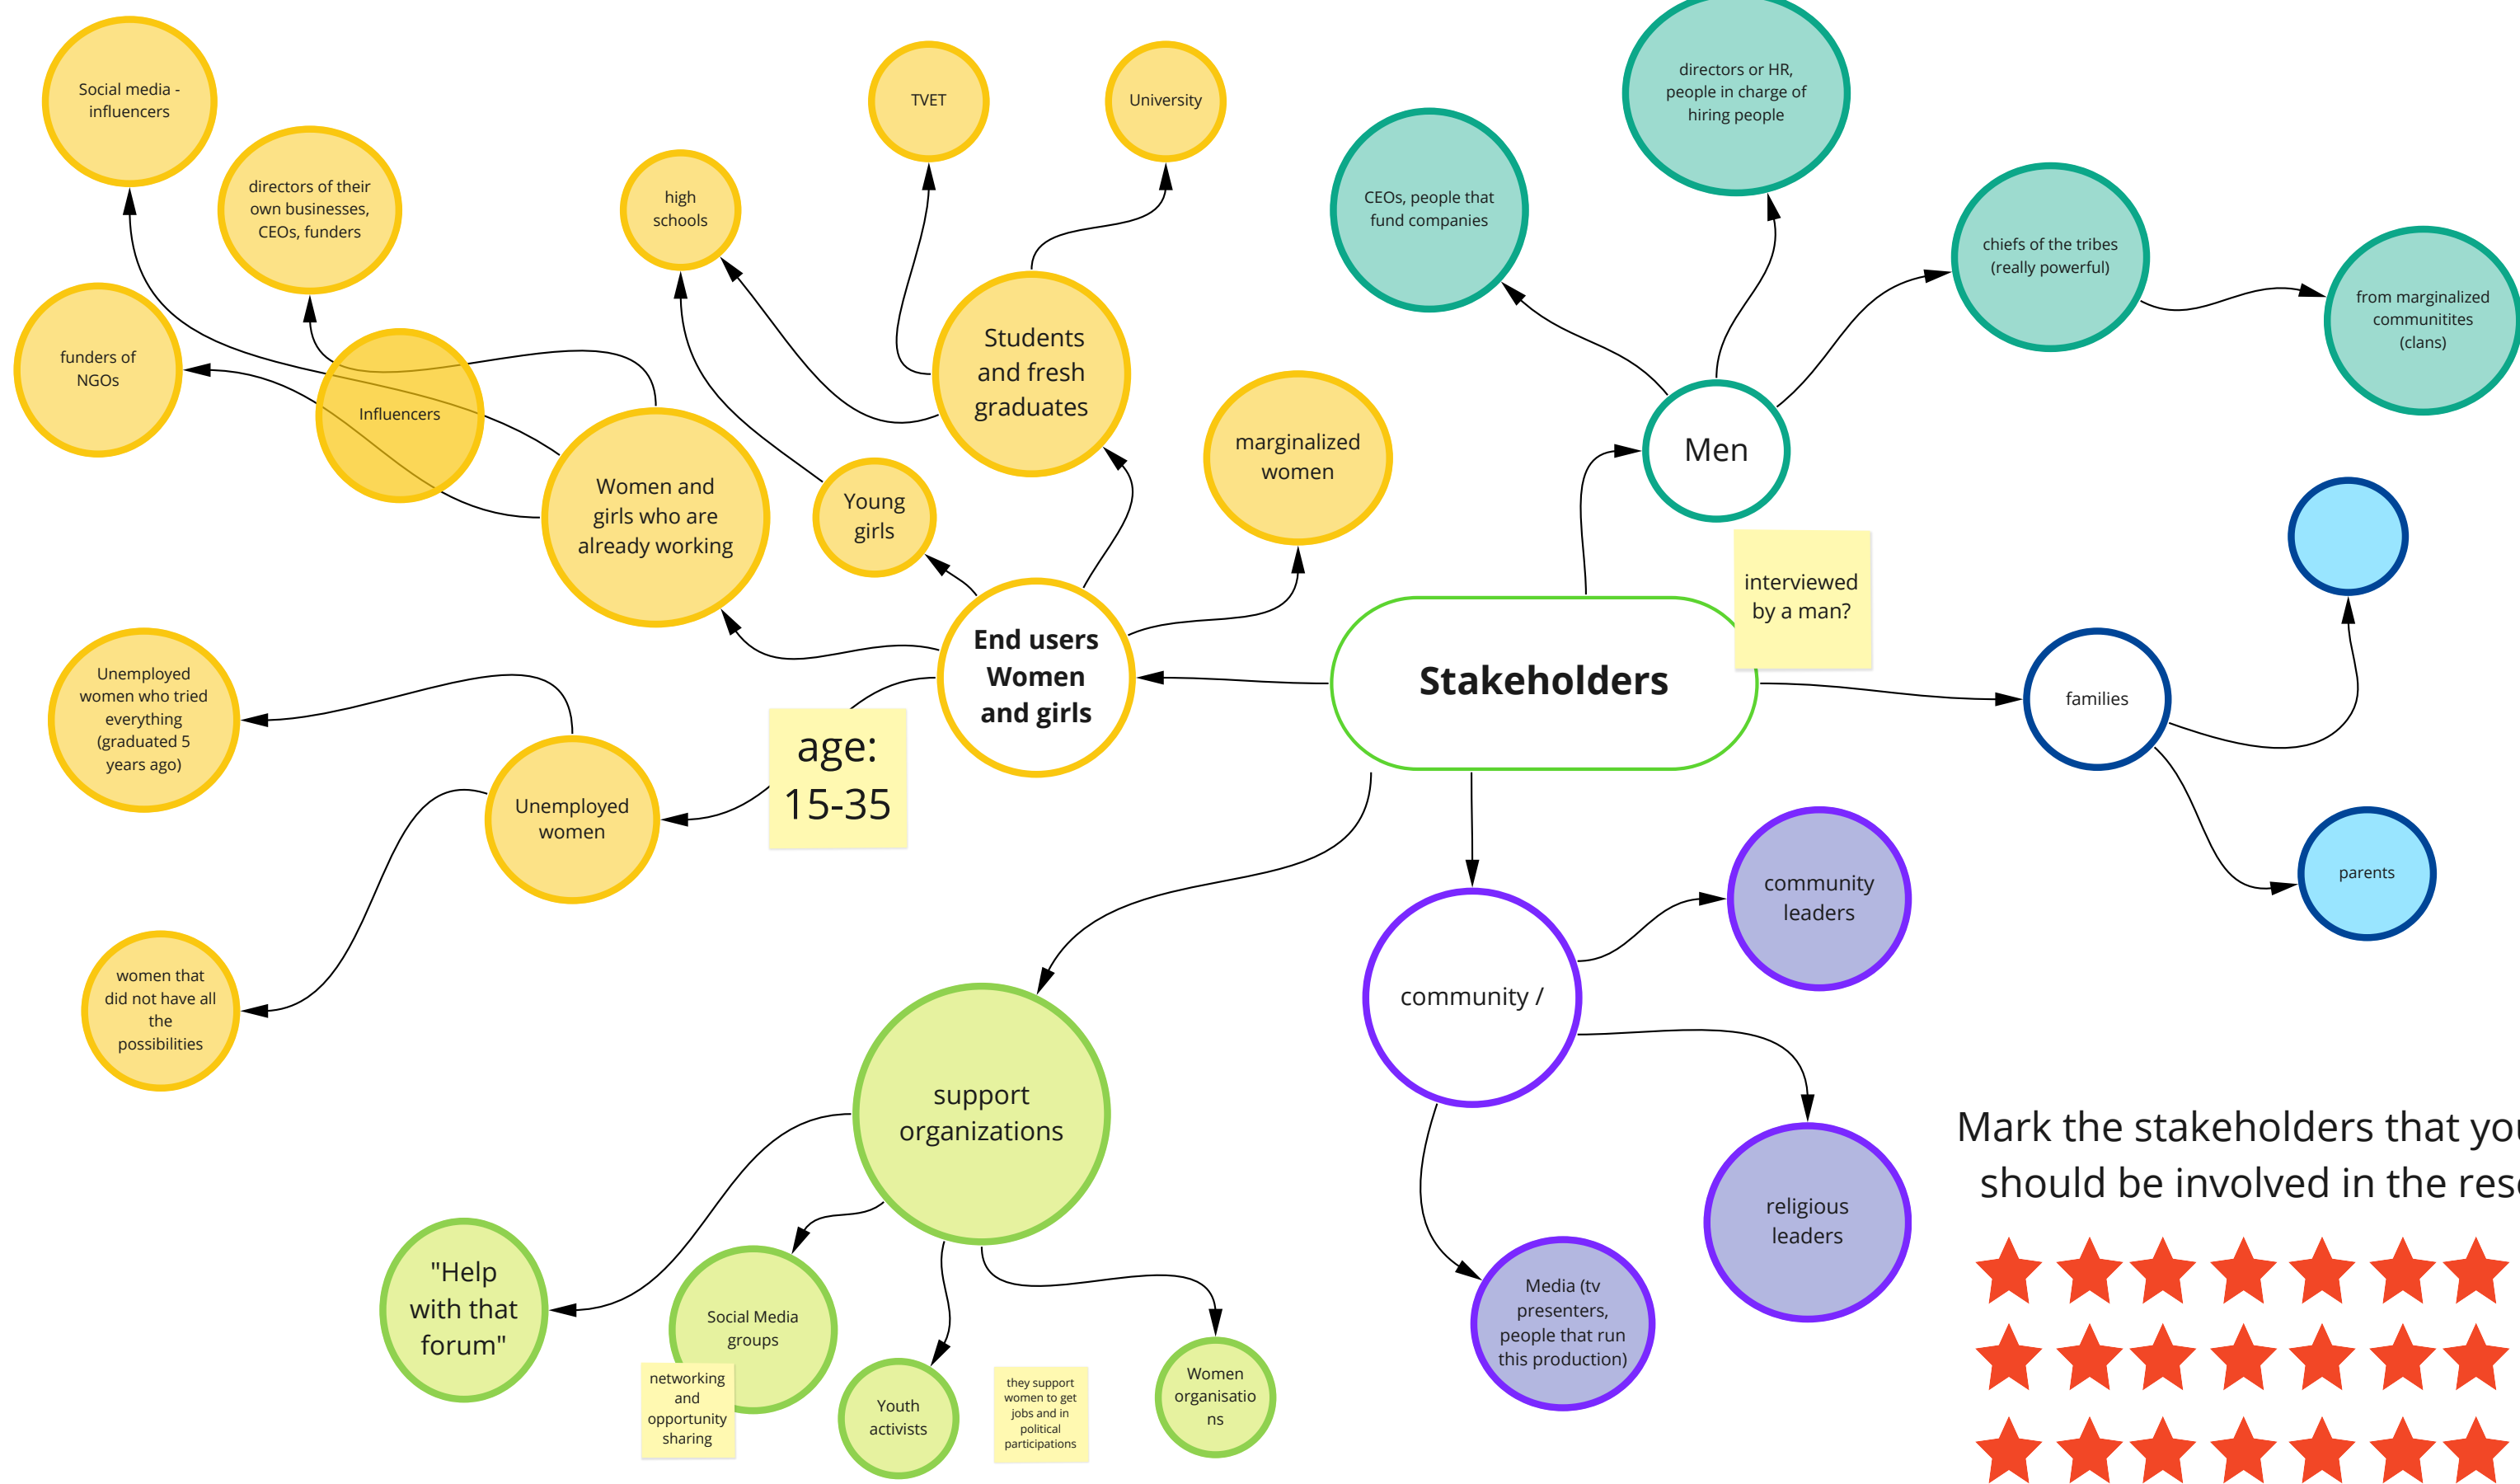 Social media -
influencers
directors of their
own businesses,
CEOs, funders
funders of
NGOs
Influencers
high
schools
TVET
University
Students
and fresh
graduates
Women and
girls who are
already working
Young
girls
marginalized
women
End users
Women
and girls
age:
15-35
Unemployed
women who tried
everything
(graduated 5
years ago)
Unemployed
women
women that
did not have all
the
possibilities
Stakeholders
interviewed
by a man?
Men
CEOs, people that
fund companies
directors or HR,
people in charge of
hiring people
chiefs of the tribes
(really powerful)
from marginalized
communitites
(clans)
families
parents
community /
community
leaders
religious
leaders
Media (tv
presenters,
people that run
this production)
support
organizations
"Help
with that
forum"
Social Media
groups
networking
and
opportunity
sharing
Youth
activists
they support
women to get
jobs and in
political
participations
Women
organisatio
ns
Mark the stakeholders that you
should be involved in the rese